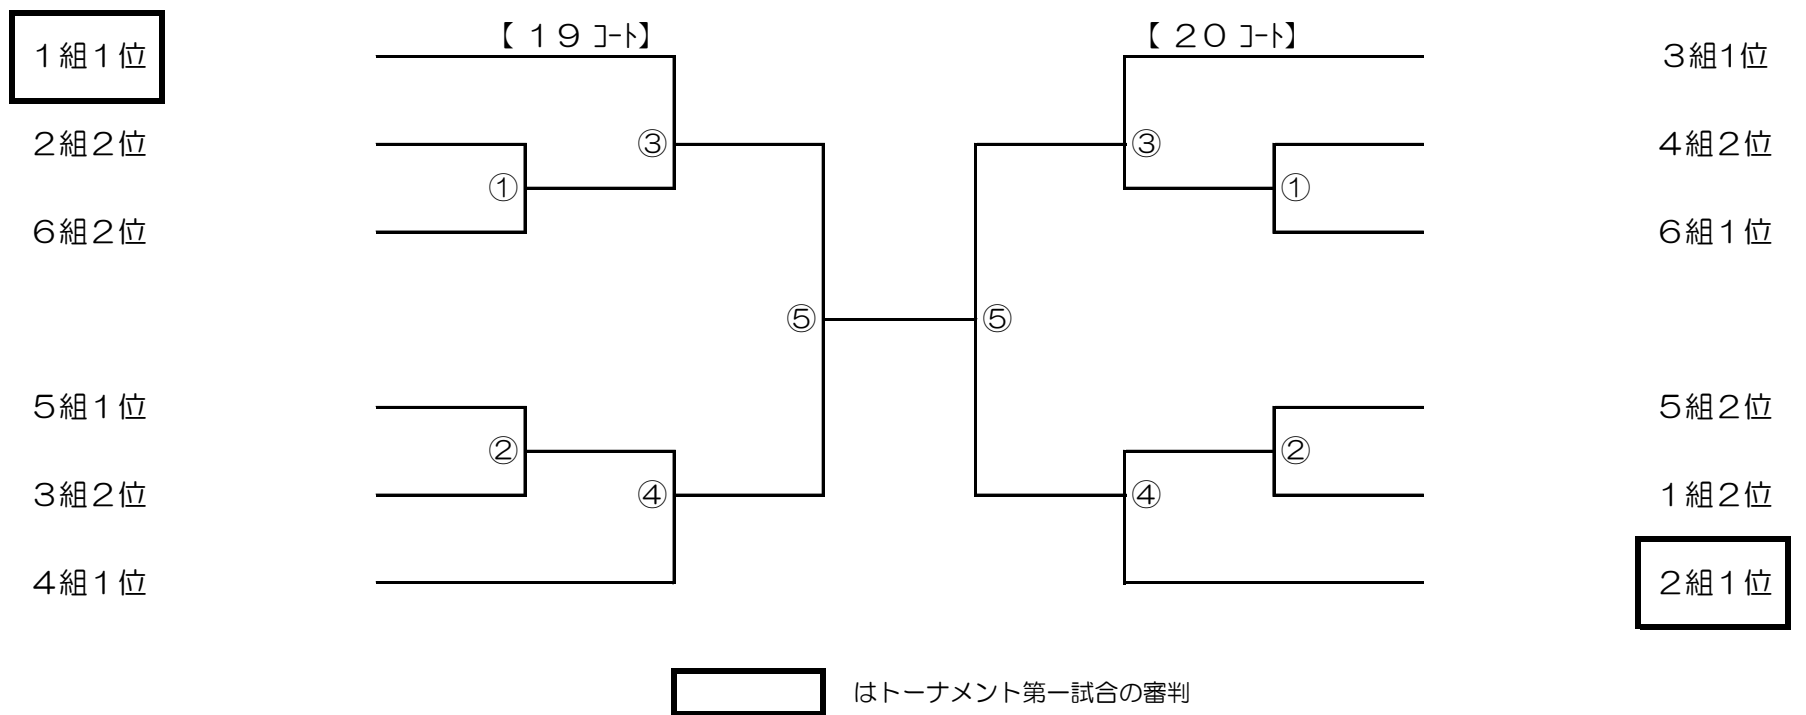 【 １９ ｺｰﾄ】
【 ２０ ｺｰﾄ】
１組１位
３組１位
２組２位
③
③
４組２位
①
①
６組２位
６組１位
⑤
⑤
５組１位
５組２位
②
②
３組２位
④
④
１組２位
４組１位
２組１位
はトーナメント第一試合の審判